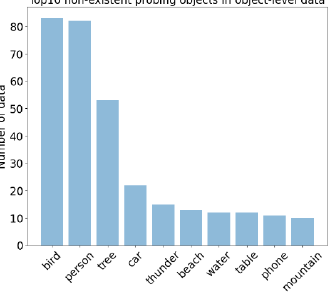 Top10 non-existent probing objects in object-level data
Number of data
80
70
60
50
40
30
20
10
0
bird
person
tree
car
thunder
beach
water
table
phone
mountain